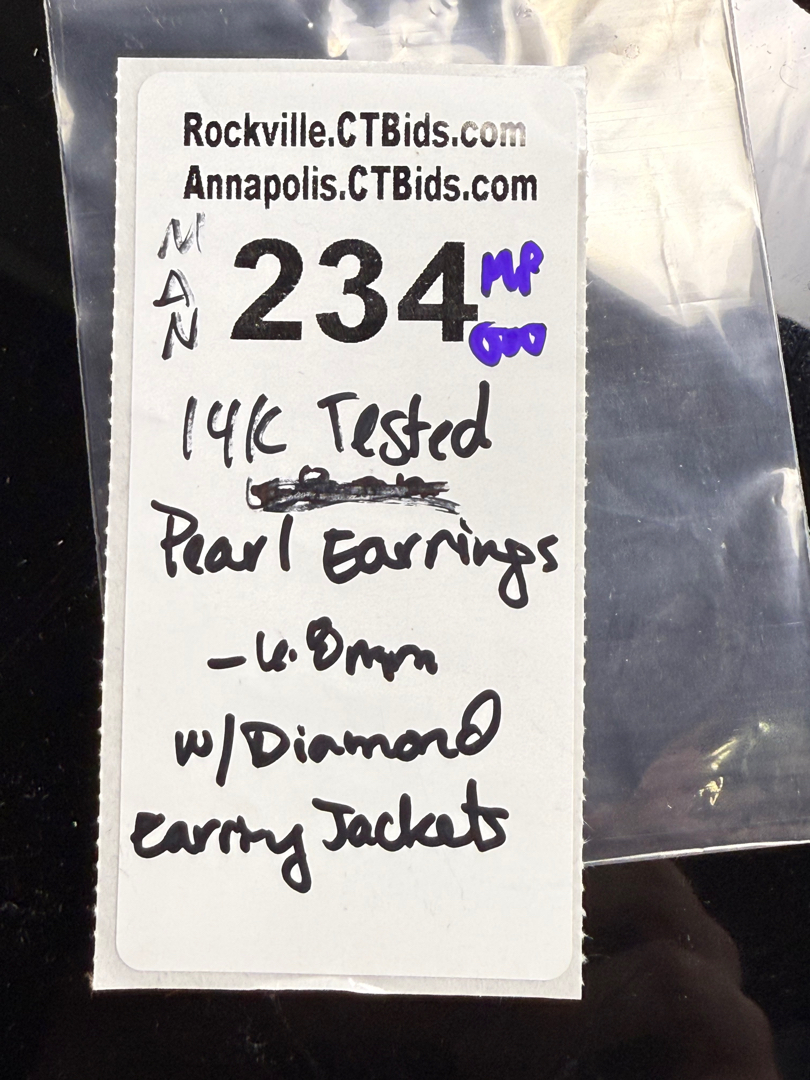 Rockville.CTBids.com
Annapolis.CTBids.com
MAN
234
MP
14K Tested
Pearl Earrings
-6.8mm
w/Diamond
Earring Jackets